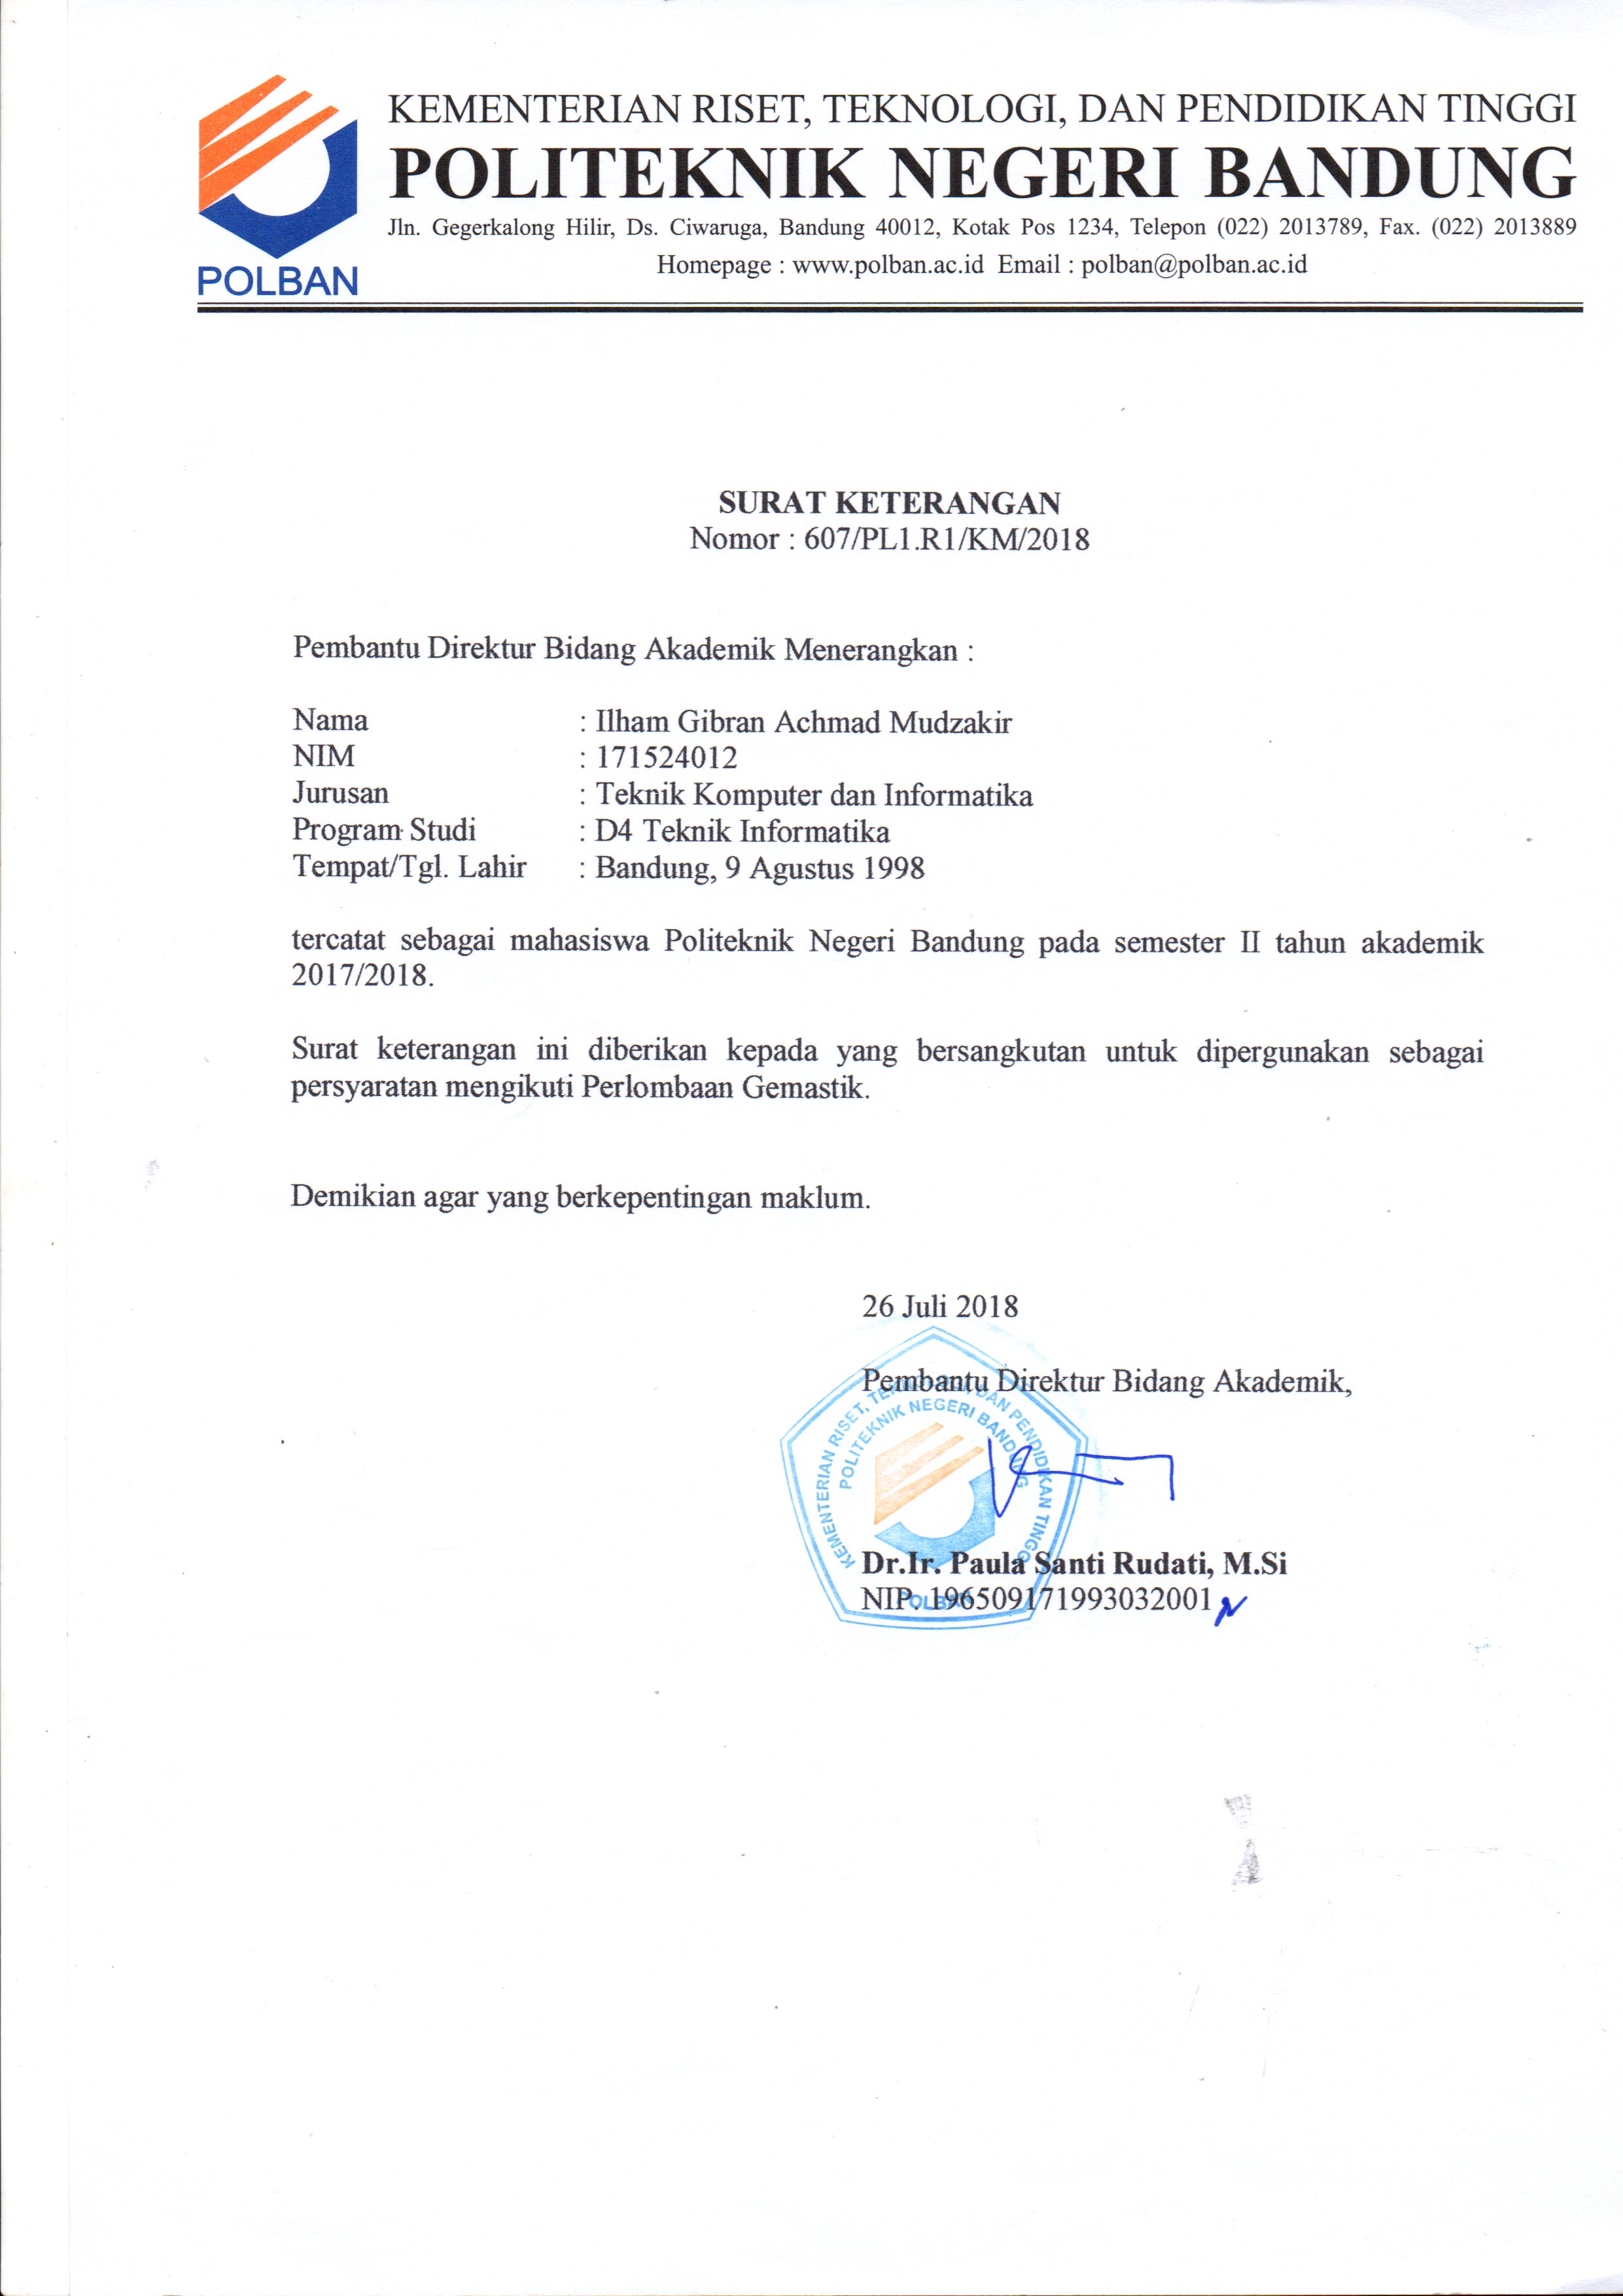 KEMENTERIAN RISET, TEKNOLOGI, DAN PENDIDIKAN TINGGI
POLITEKNIK NEGERI BANDUNG
Jln. Gegerkalong Hilir, Ds. Ciwaruga, Bandung 40012, Kotak Pos 1234, Telepon (022) 2013789, Fax. (022) 2013889
Homepage : www.polban.ac.id Email : polban@polban.ac.id
POLBAN
SURAT KETERANGAN
Nomor : 607/PL1.R1/KM/2018
Pembantu Direktur Bidang Akademik Menerangkan :
Nama : Ilham Gibran Achmad Mudzakir
NIM : 171524012
Jurusan : Teknik Komputer dan Informatika
Program Studi : D4 Teknik Informatika
Tempat/Tgl. Lahir : Bandung, 9 Agustus 1998
tercatat sebagai mahasiswa Politeknik Negeri Bandung pada semester II tahun akademik
2017/2018.
Surat keterangan ini diberikan kepada yang bersangkutan untuk dipergunakan sebagai
persyaratan mengikuti Perlombaan Gemastik.
Demikian agar yang berkepentingan maklum.
26 Juli 2018
Pembantu Direktur Bidang Akademik,
KEMENTERIAN RISET, TEKNOLOGI DAN PENDIDIKAN TINGGI
POLITEKNIK NEGERI BANDUNG
POLBAN
Dr.Ir. Paula Santi Rudati, M.Si
NIP. 196509171993032001